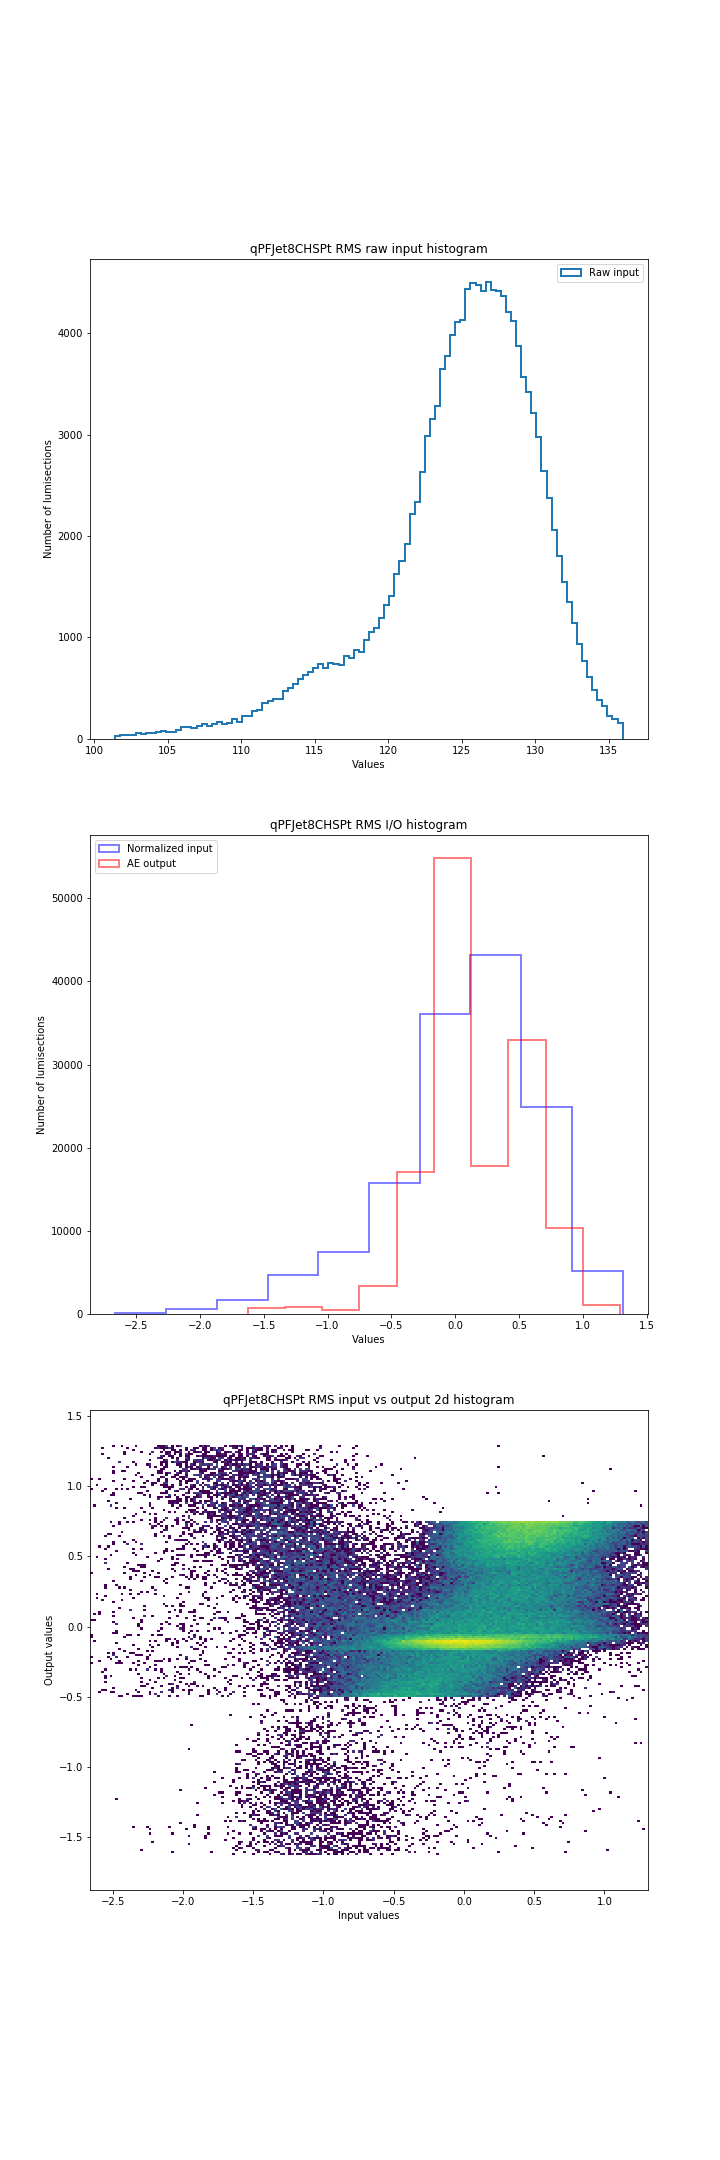 qPFJet8CHSPt RMS raw input histogram
Raw input
4000
3000
2000
1000
0
Number of lumisections
100 105 110 115 120 125 130 135
Values
qPFJet8CHSPt RMS I/O histogram
Normalized input
AE output
50000
40000
30000
20000
10000
0
Number of lumisections
−2.5 −2.0 −1.5 −1.0 −0.5 0.0 0.5 1.0 1.5
Values
qPFJet8CHSPt RMS input vs output 2d histogram
1.5
1.0
0.5
0.0
−0.5
−1.0
−1.5
Output values
−2.5 −2.0 −1.5 −1.0 −0.5 0.0 0.5 1.0
Input values